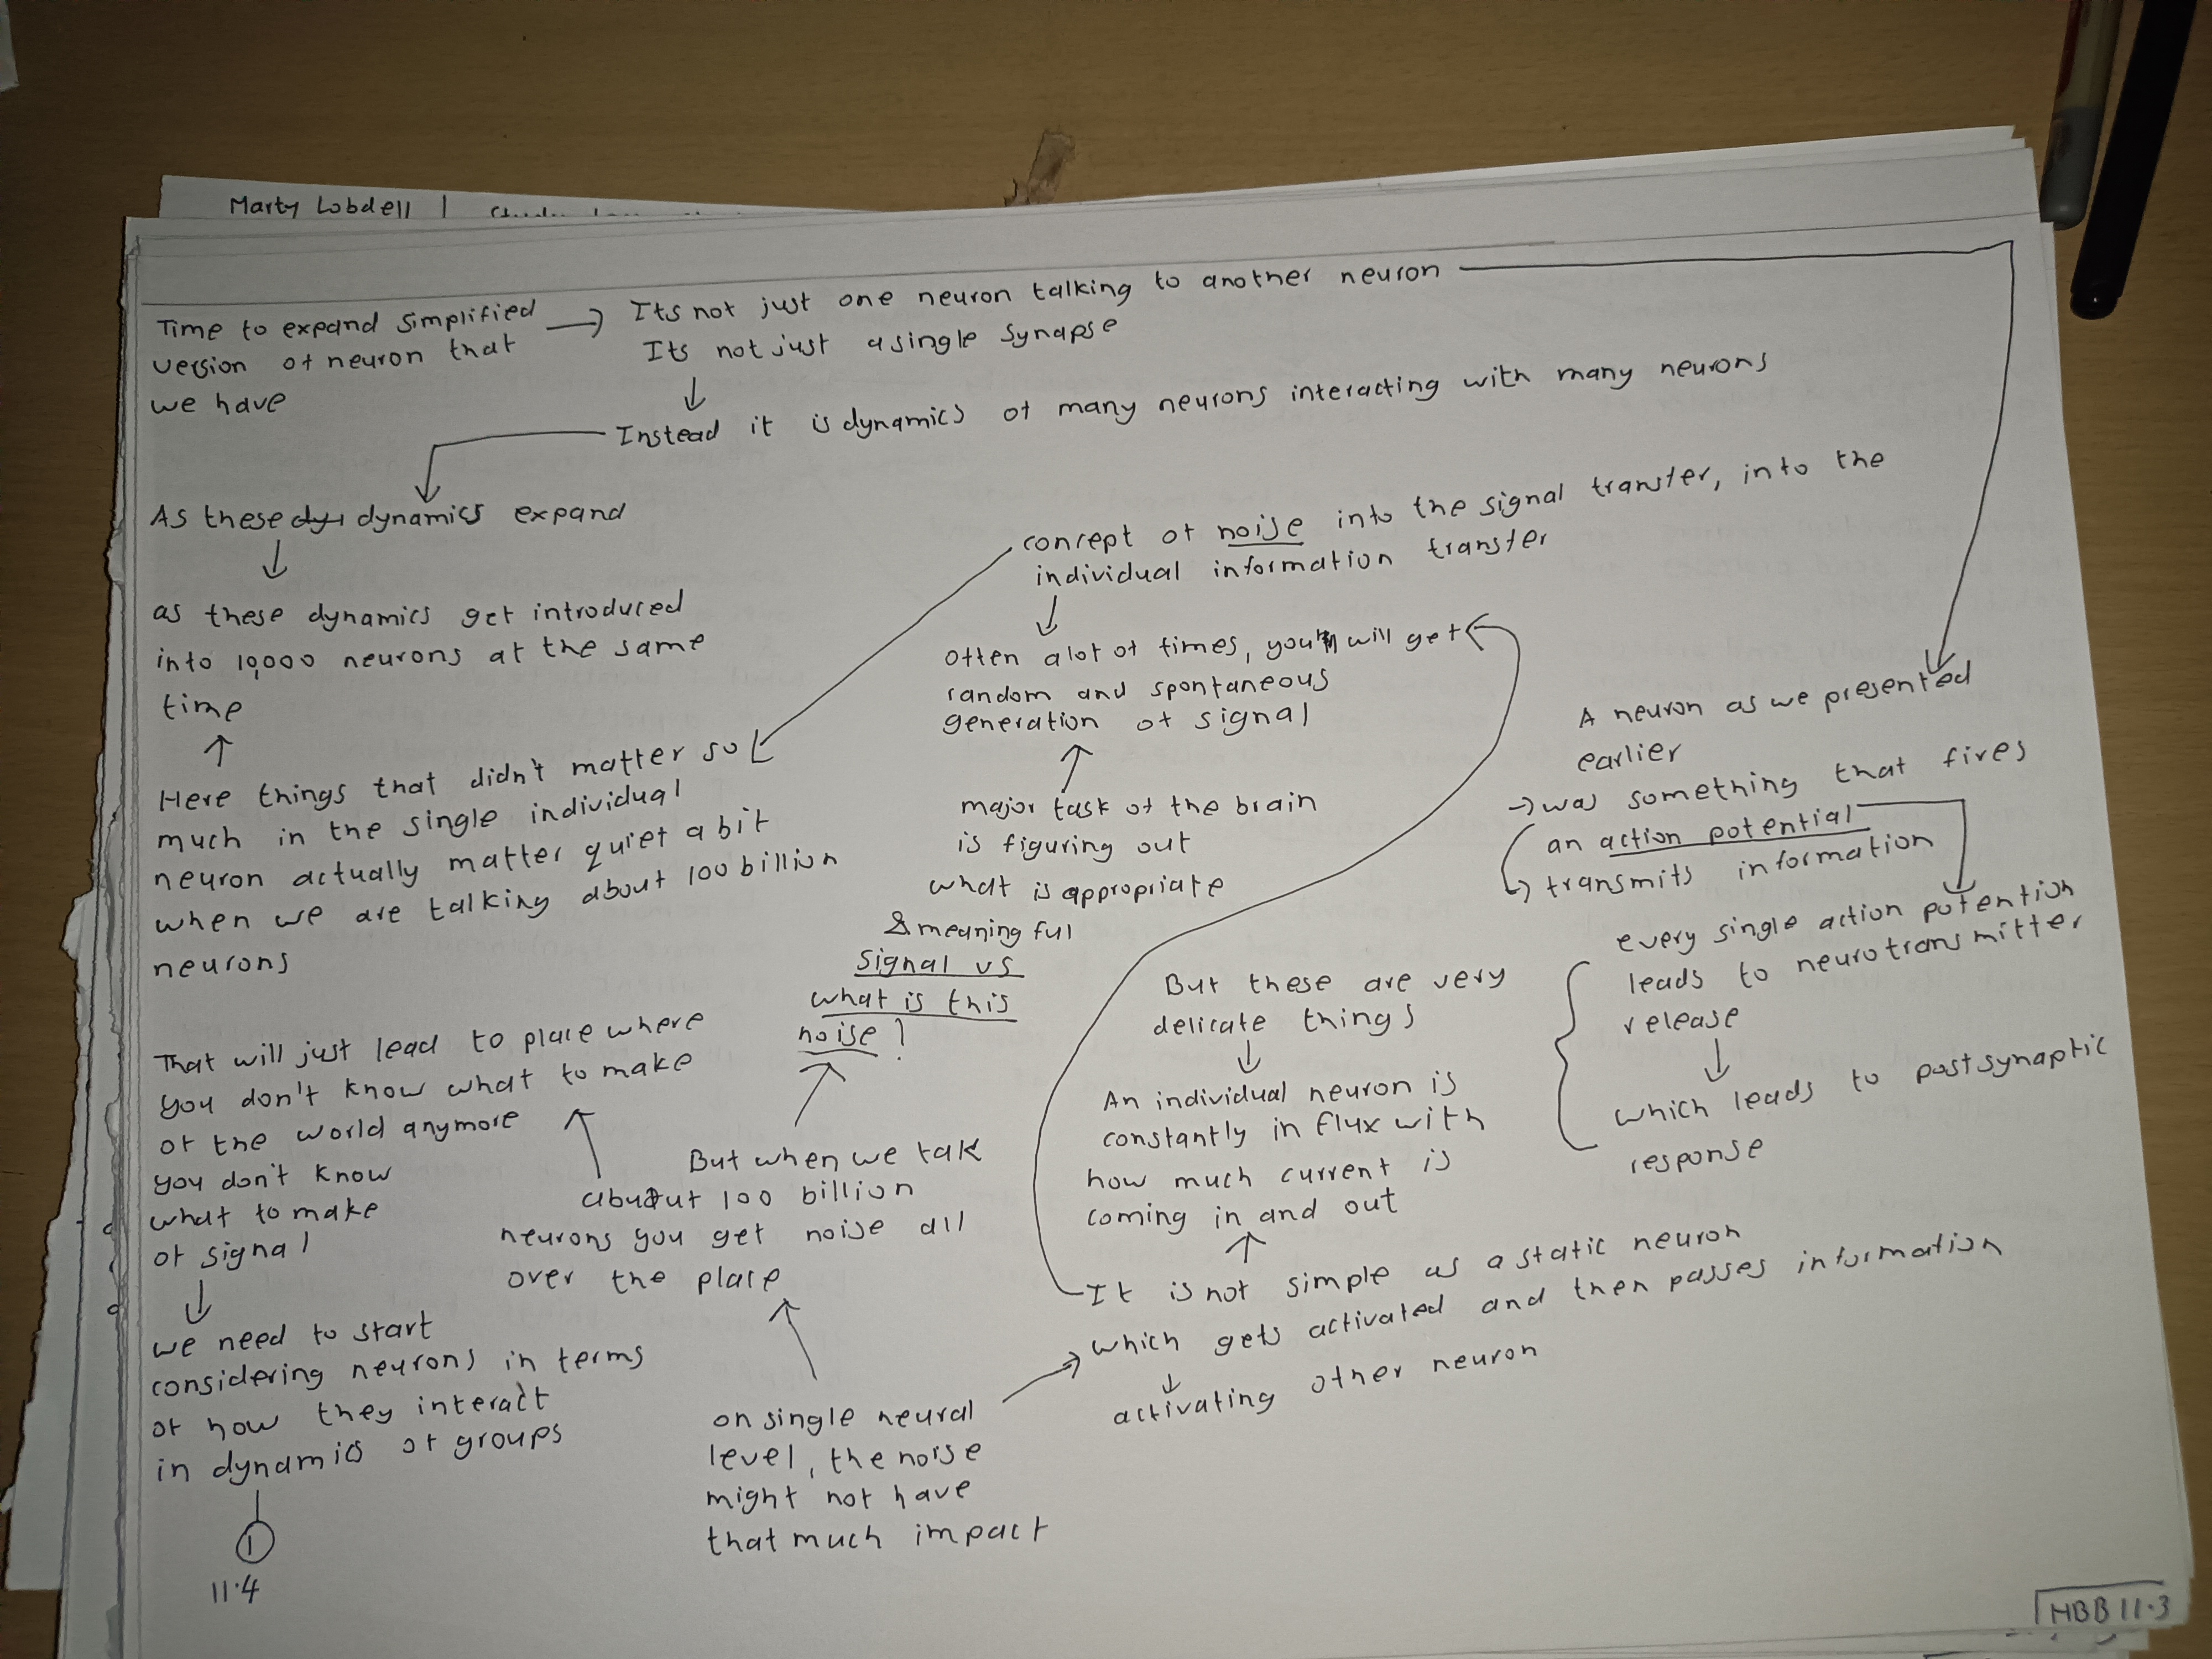 Marty Lobdell |
Time to expand simplified
version of neuron that
we have
Its not just one neuron talking to another neuron
Its not just a single synapse
Instead it is dynamics of many neurons interacting with many neurons
As these dynamics expand
as these dynamics get introduced
into 10,000 neurons at the same
time
Here things that didn't matter so
much in the single individual
neuron actually matter quiet a bit
when we are talking about 100 billion
neurons
concept of noise into the signal transfer, into the
individual information transfer
often alot of times, you will get
random and spontaneous
generation of signal
major task of the brain
is figuring out
what is appropriate
& meaning ful
signal vs
what is this
noise?
A neuron as we presented
earlier
→ was something that fires
an action potential
→ transmits information
every single action potention
leads to neurotransmitter
release
which leads to postsynaptic
response
But these are very
delicate things
An individual neuron is
constantly in flux with
how much current is
coming in and out
It is not simple as a static neuron
which gets activated and then passes information
activating other neuron
on single neural
level, the noise
might not have
that much impact
But when we tak
about 100 billion
neurons you get noise all
over the place
That will just lead to place where
you don't know what to make
of the world anymore
you don't know
what to make
of signal
we need to start
considering neurons in terms
of how they interact
in dynamics of groups
1
11.4
HBB 11.3